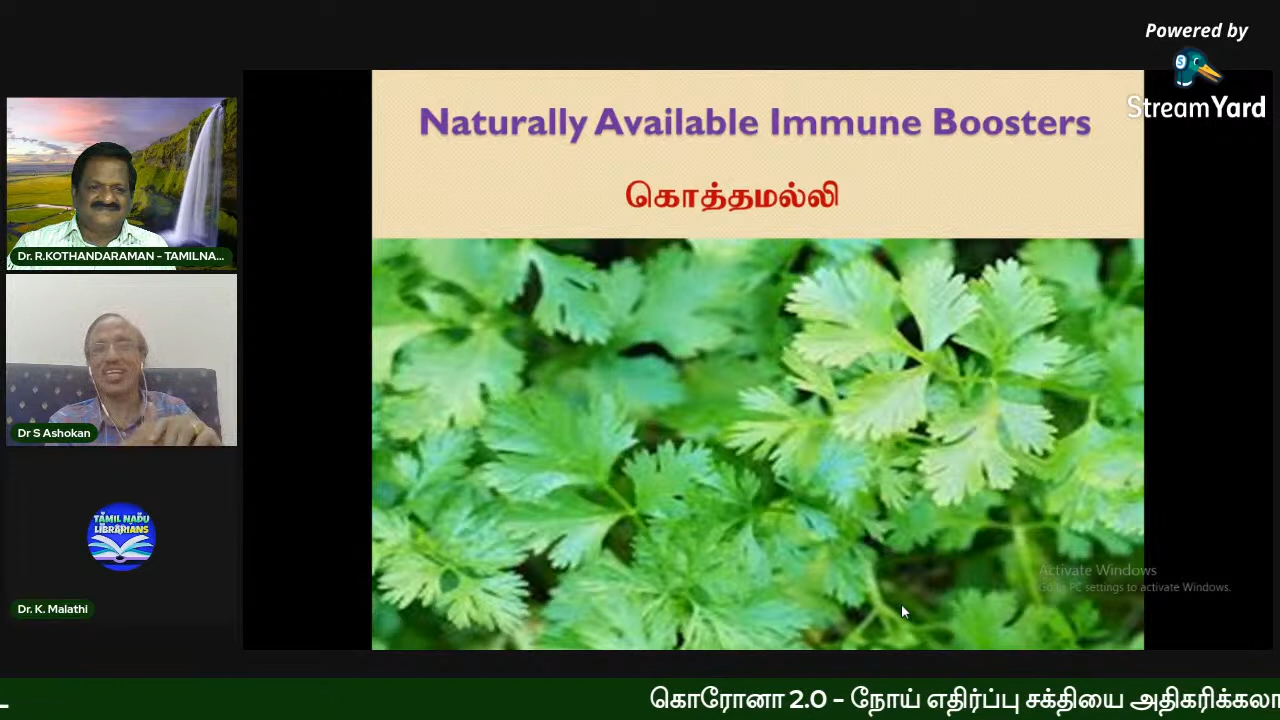 Powered by
StreamYard
Naturally Available Immune Boosters
கொத்தமல்லி
Dr. R.KOTHANDARAMAN - TAMILNA...
Dr S Ashokan
TAMIL NADU
LIBRARIANS
Dr. K. Malathi
Activate Windows
Go to PC settings to activate Windows.
கொரோனா 2.0 - நோய் எதிர்ப்பு சக்தியை அதிகரிக்கலா